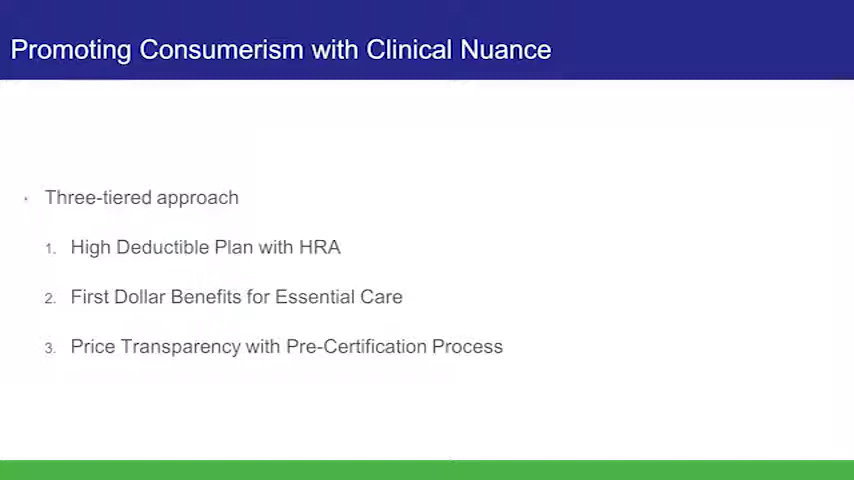 Promoting Consumerism with Clinical Nuance
· Three-tiered approach
1. High Deductible Plan with HRA
2. First Dollar Benefits for Essential Care
3. Price Transparency with Pre-Certification Process